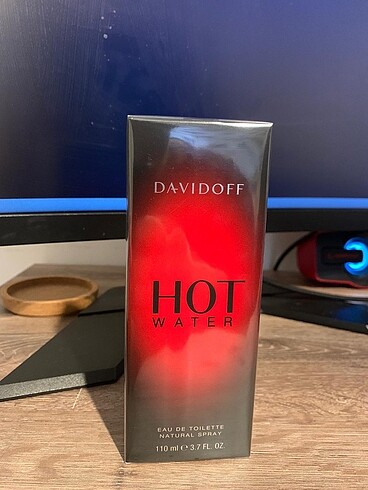 DAVIDOFF
HOT
WATER
EAU DE TOILETTE
NATURAL SPRAY
110 ml ℮ 3.7 FL. OZ.